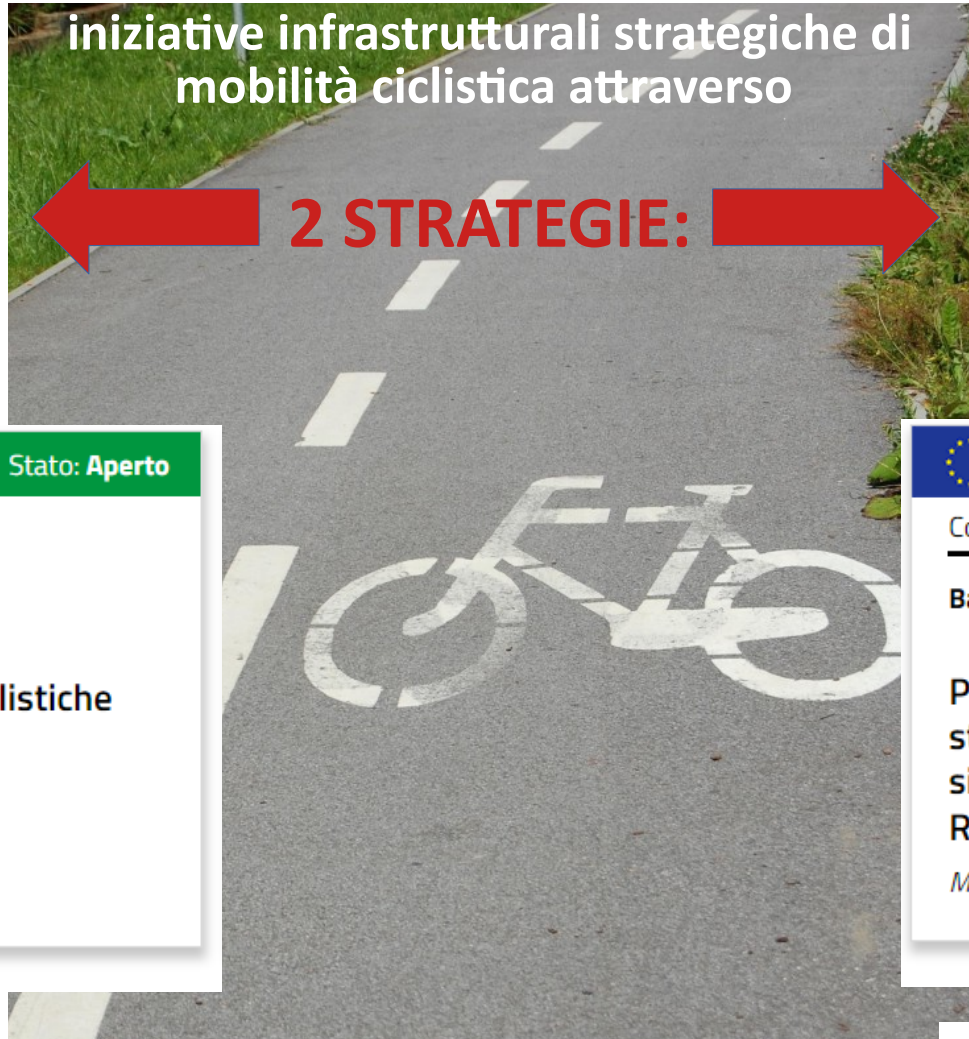 iniziative infrastrutturali strategiche di
mobilità ciclistica attraverso
2 STRATEGIE:
Stato: Aperto
listiche